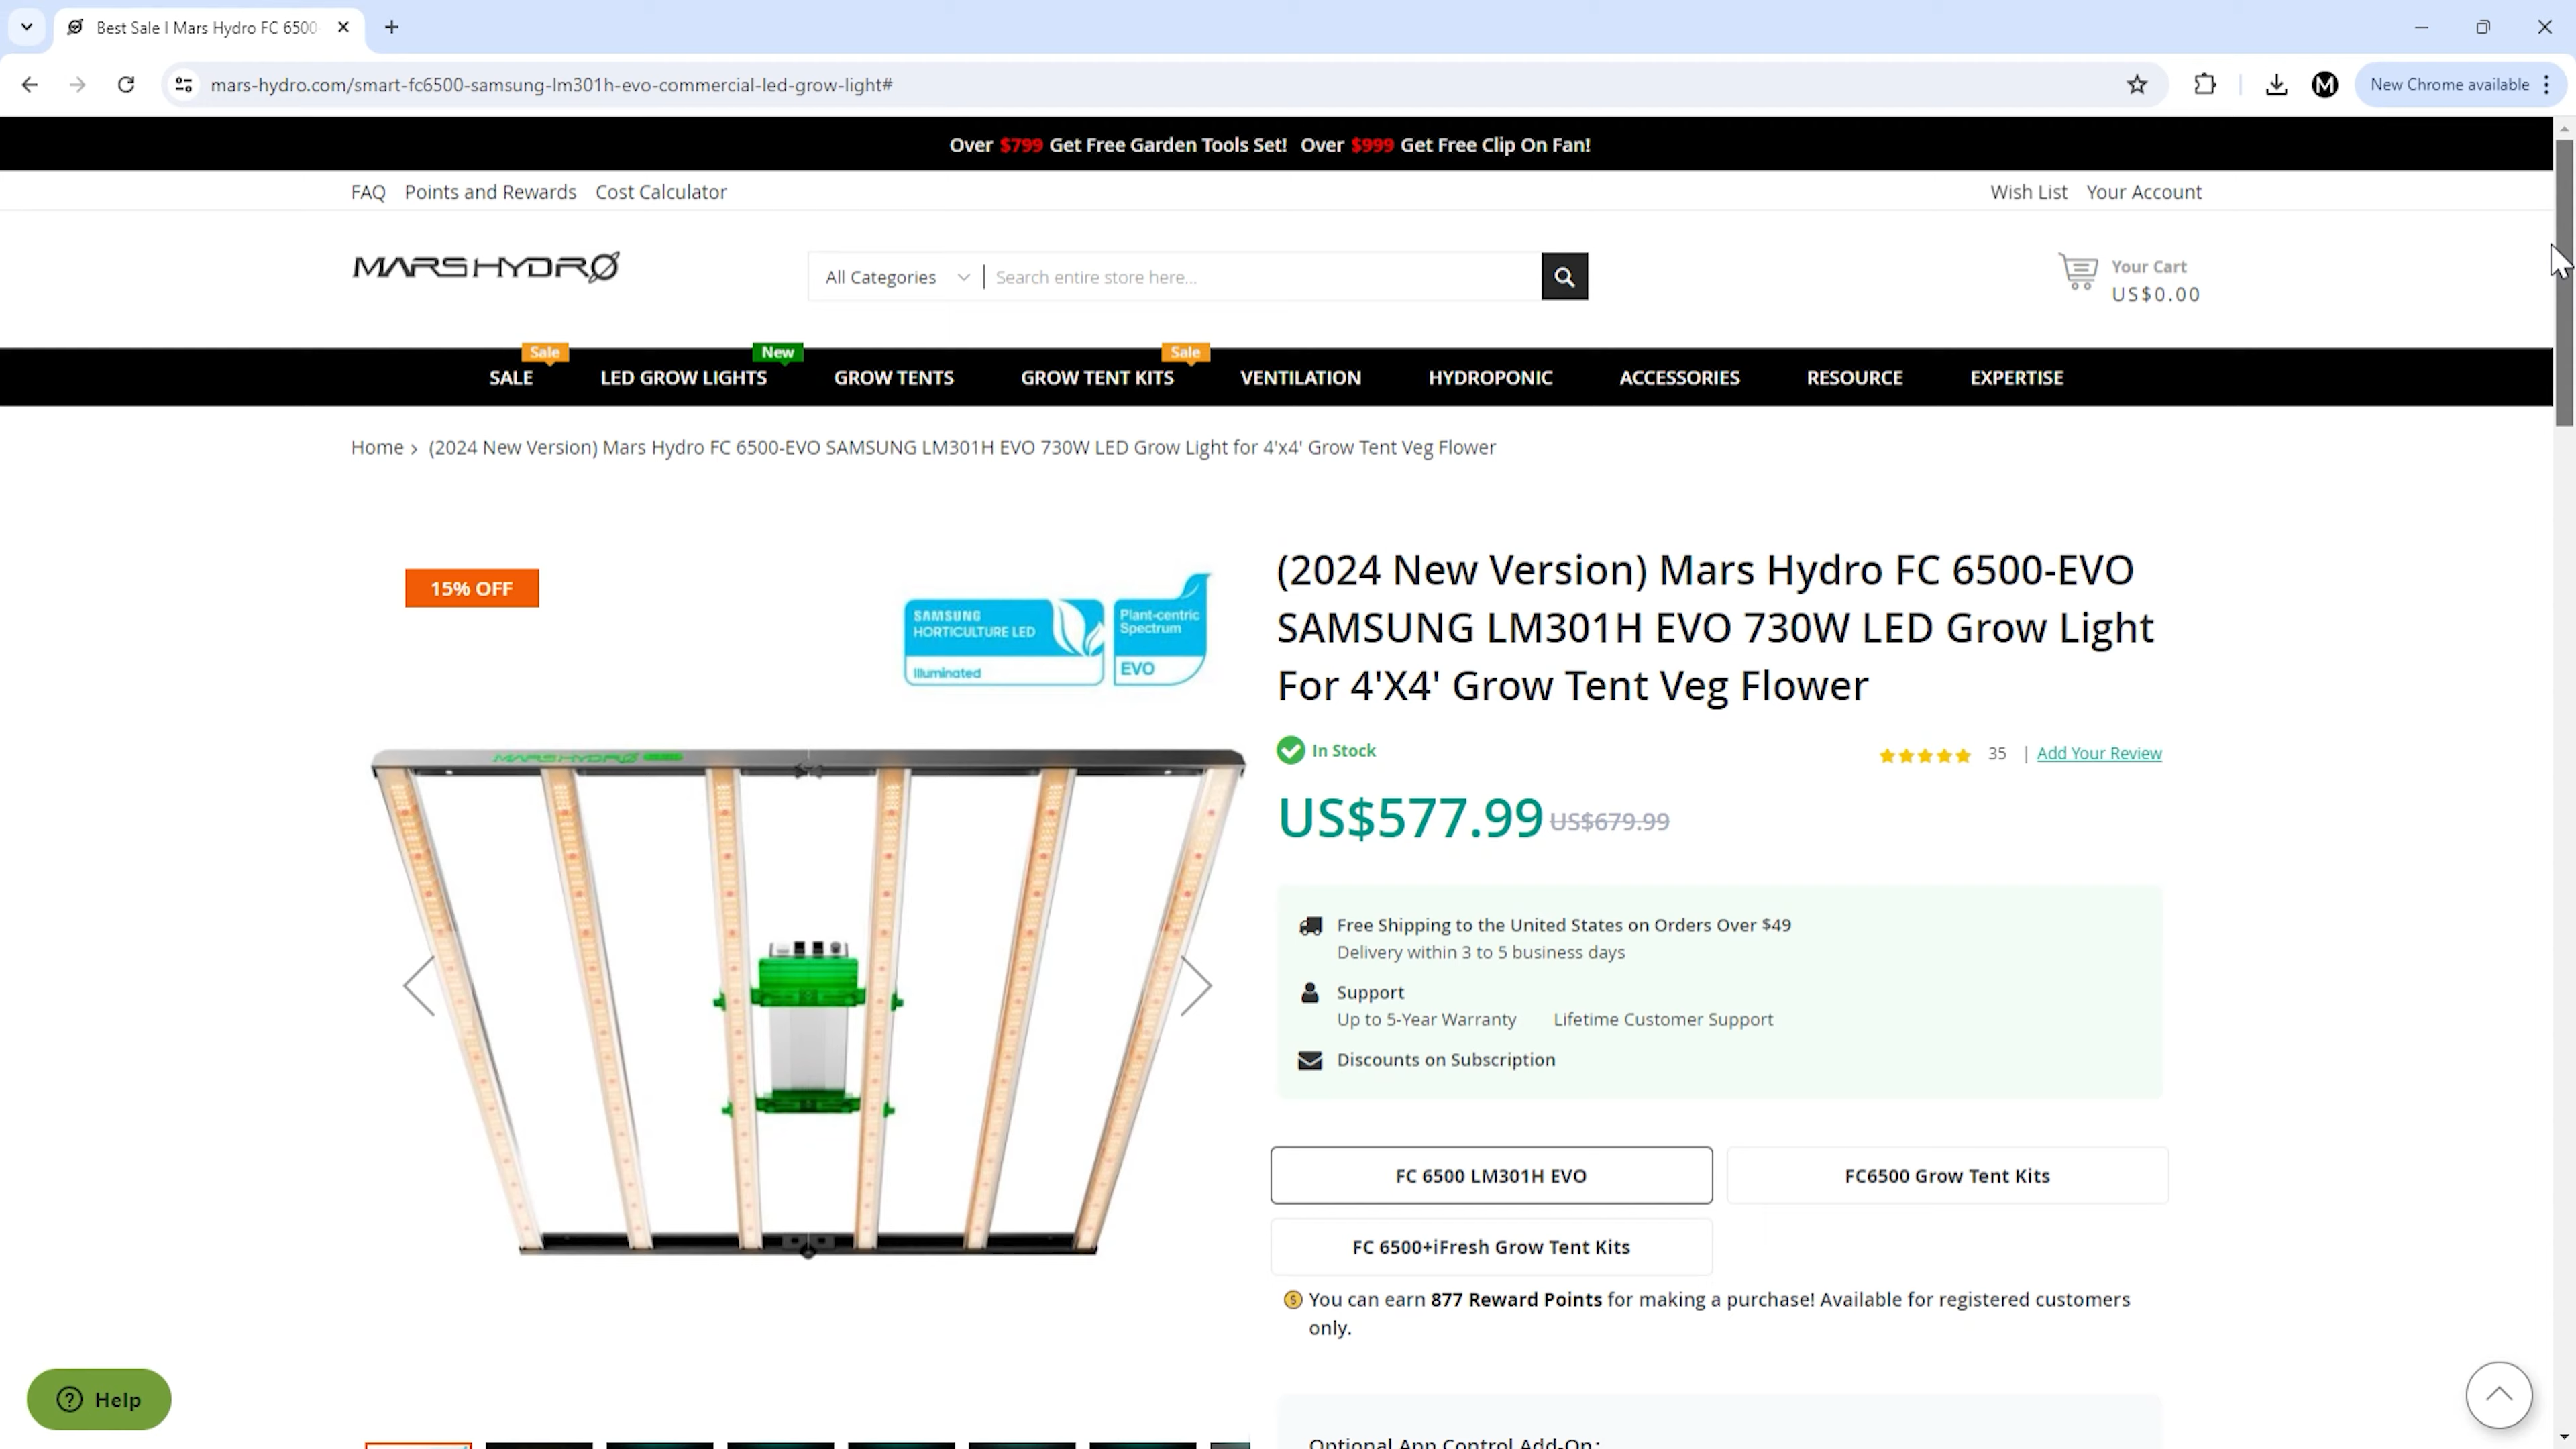 Best Sale I Mars Hydro FC 6500
mars-hydro.com/smart-fc6500-samsung-lm301h-evo-commercial-led-grow-light#
New Chrome available
Over $799 Get Free Garden Tools Set! Over $999 Get Free Clip On Fan!
FAQ Points and Rewards Cost Calculator
Wish List Your Account
MARS HYDRO
All Categories
Search entire store here...
Your Cart
US$0.00
Sale
New
Sale
SALE LED GROW LIGHTS GROW TENTS GROW TENT KITS VENTILATION HYDROPONIC ACCESSORIES RESOURCE EXPERTISE
Home > (2024 New Version) Mars Hydro FC 6500-EVO SAMSUNG LM301H EVO 730W LED Grow Light for 4'x4' Grow Tent Veg Flower
15% OFF
SAMSUNG
HORTICULTURE LED
Illuminated
Plant-centric
Spectrum
EVO
MARS HYDRO
(2024 New Version) Mars Hydro FC 6500-EVO
SAMSUNG LM301H EVO 730W LED Grow Light
For 4'X4' Grow Tent Veg Flower
In Stock
35 | Add Your Review
US$577.99 US$679.99
Free Shipping to the United States on Orders Over $49
Delivery within 3 to 5 business days
Support
Up to 5-Year Warranty Lifetime Customer Support
Discounts on Subscription
FC 6500 LM301H EVO
FC6500 Grow Tent Kits
FC 6500+iFresh Grow Tent Kits
You can earn 877 Reward Points for making a purchase! Available for registered customers
only.
Help
Optional App Control Add-On: